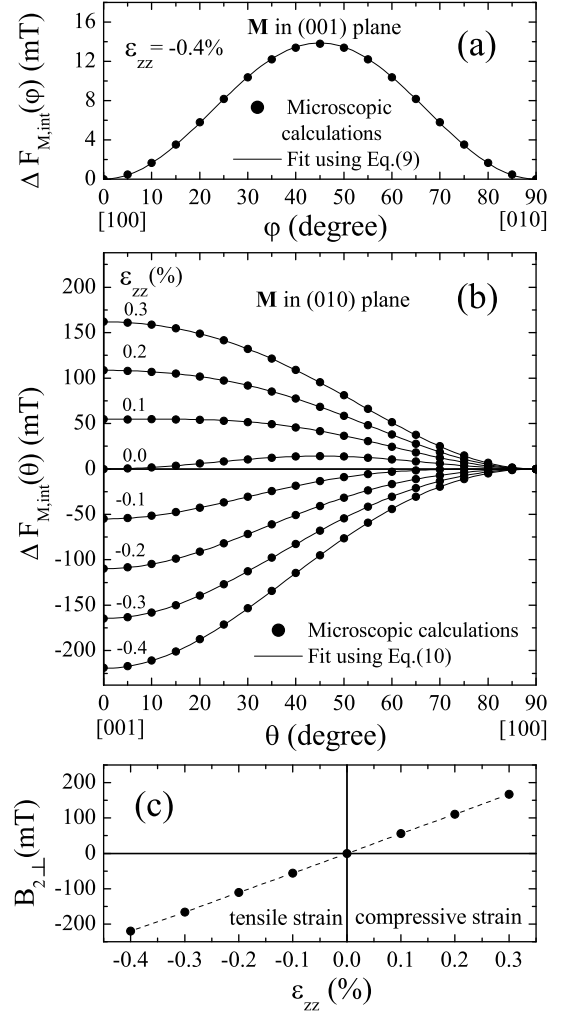 M in (001) plane
(a)
ε_zz = -0.4%
Δ F_M,int(φ) (mT)
16
12
8
4
0
● Microscopic
calculations
— Fit using Eq.(9)
0 10 20 30 40 50 60 70 80 90
[100] φ (degree) [010]
ε_zz(%)
M in (010) plane
(b)
Δ F_M,int(θ) (mT)
200
150
100
50
0
-50
-100
-150
-200
0.3
0.2
0.1
0.0
-0.1
-0.2
-0.3
-0.4
● Microscopic calculations
— Fit using Eq.(10)
0 10 20 30 40 50 60 70 80 90
[001] θ (degree) [100]
(c)
B_2⊥ (mT)
200
100
0
-100
-200
tensile strain compressive strain
-0.4 -0.3 -0.2 -0.1 0.0 0.1 0.2 0.3
ε_zz (%)